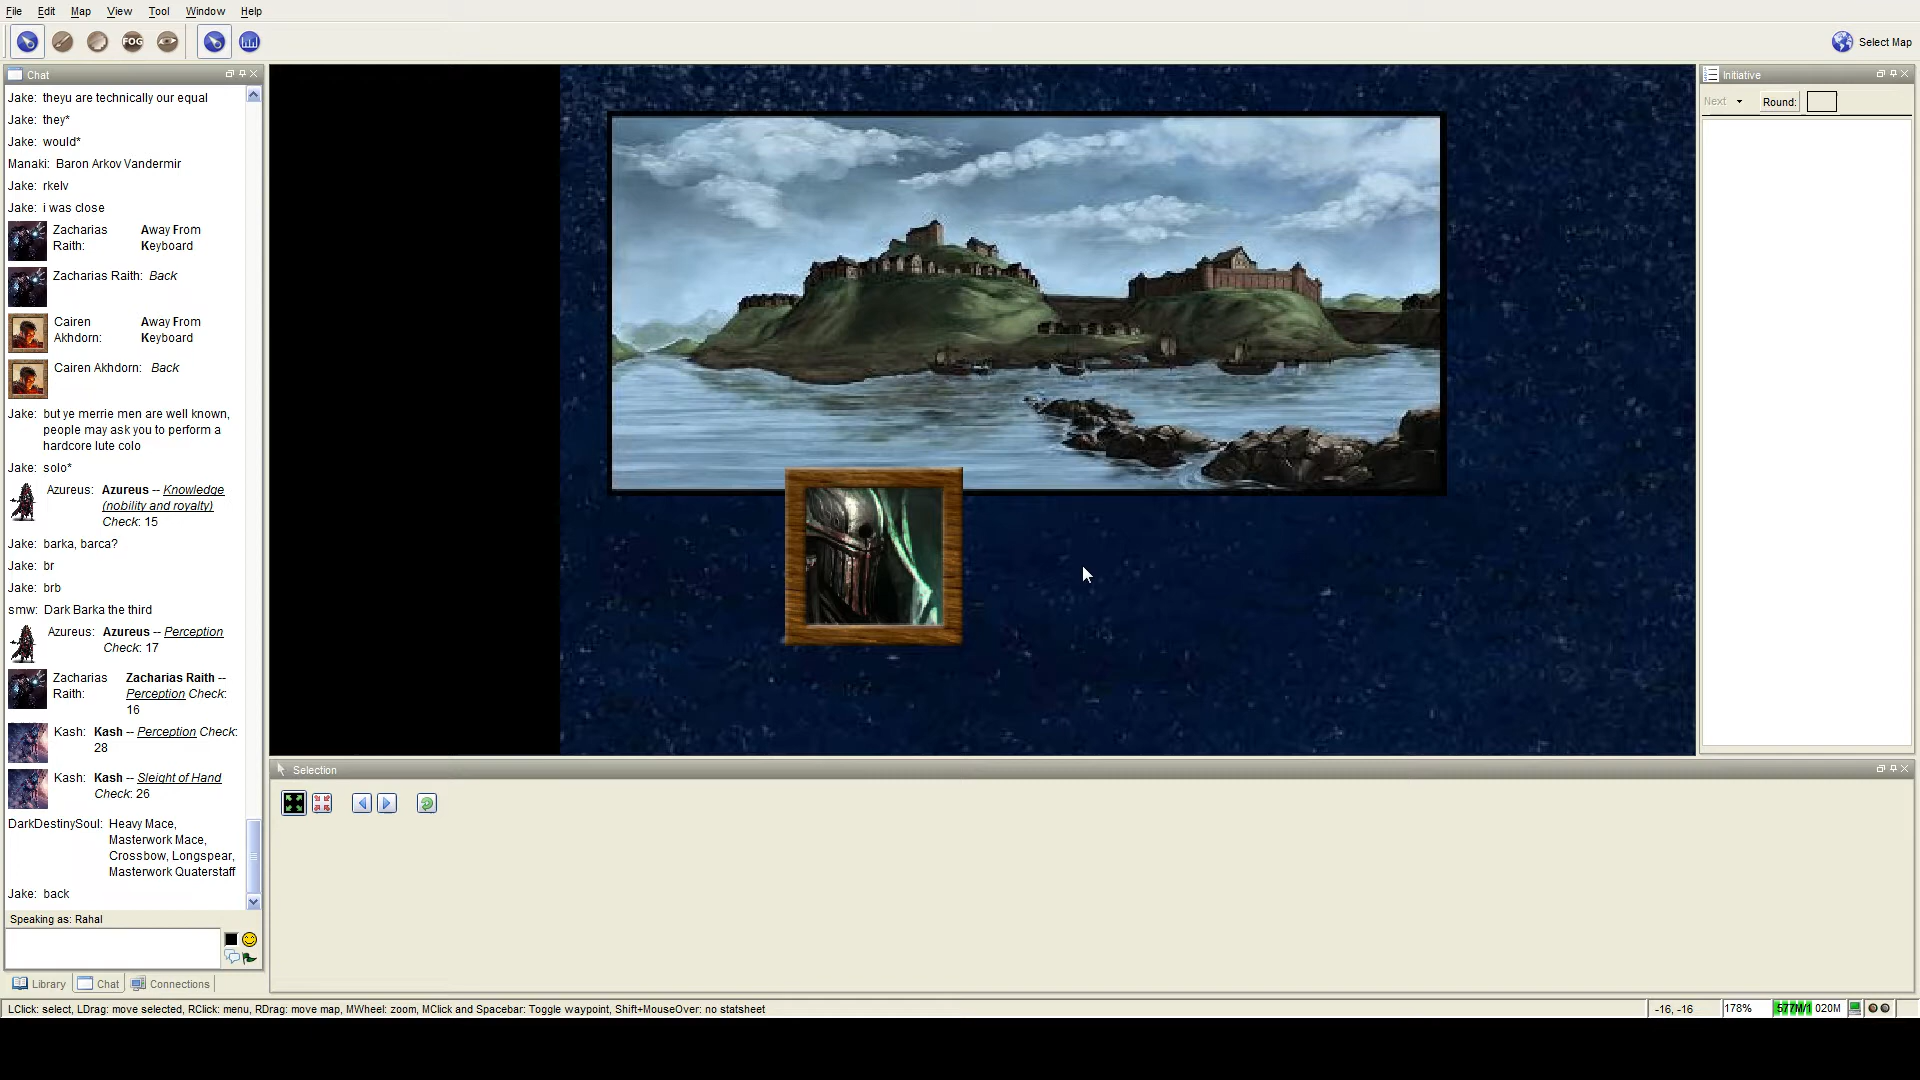 File Edit Map View Tool Window Help
FOG
Select Map
Chat
Jake: theyu are technically our equal
Jake: they*
Jake: would*
Manaki: Baron Arkov Vandermir
Jake: rkelv
Jake: i was close
Zacharias Raith: Away From
Keyboard
Zacharias Raith: Back
Cairen Akhdorn: Away From
Keyboard
Cairen Akhdorn: Back
Jake: but ye merrie men are well known,
people may ask you to perform a
hardcore lute colo
Jake: solo*
Azureus: Azureus -- Knowledge
(nobility and royalty)
Check: 15
Jake: barka, barca?
Jake: br
Jake: brb
smw: Dark Barka the third
Azureus: Azureus -- Perception
Check: 17
Zacharias Raith: Zacharias Raith --
Perception Check:
16
Kash: Kash -- Perception Check:
28
Kash: Kash -- Sleight of Hand
Check: 26
DarkDestinySoul: Heavy Mace,
Masterwork Mace,
Crossbow, Longspear,
Masterwork Quaterstaff
Jake: back
Speaking as: Rahal
Library Chat Connections
Initiative
Next Round:
Selection
LClick: select, LDrag: move selected, RClick: menu, RDrag: move map, MWheel: zoom, MClick and Spacebar: Toggle waypoint, Shift+MouseOver: no statsheet
-16, -16 178% 577M/1 020M